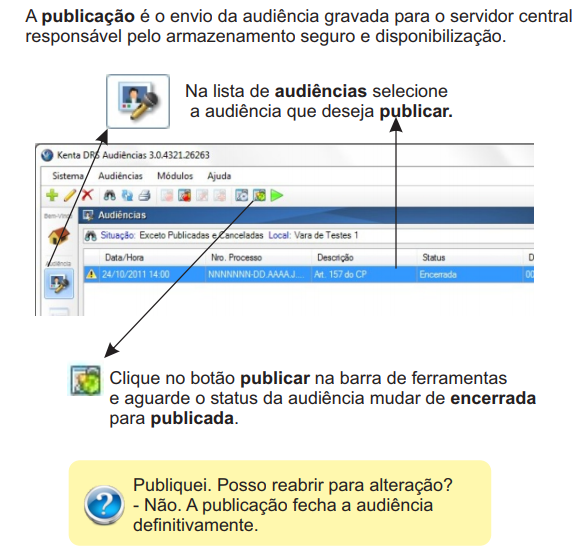 A publicação é o envio da audiência gravada para o servidor central
responsável pelo armazenamento seguro e disponibilização.
Na lista de audiências selecione
a audiência que deseja publicar.
Kenta DRS Audiências 3.0.4321.26263
Sistema Audiências Módulos Ajuda
Bem-Vindo
Audiências
Situação: Exceto Publicadas e Canceladas Local: Vara de Testes 1
Data/Hora Nro. Processo Descrição Status D
Audiência
24/10/2011 14:00 NNNNNNN-DD.AAAA.J... Art. 157 do CP Encerrada 00
Clique no botão publicar na barra de ferramentas
e aguarde o status da audiência mudar de encerrada
para publicada.
Publiquei. Posso reabrir para alteração?
- Não. A publicação fecha a audiência
definitivamente.